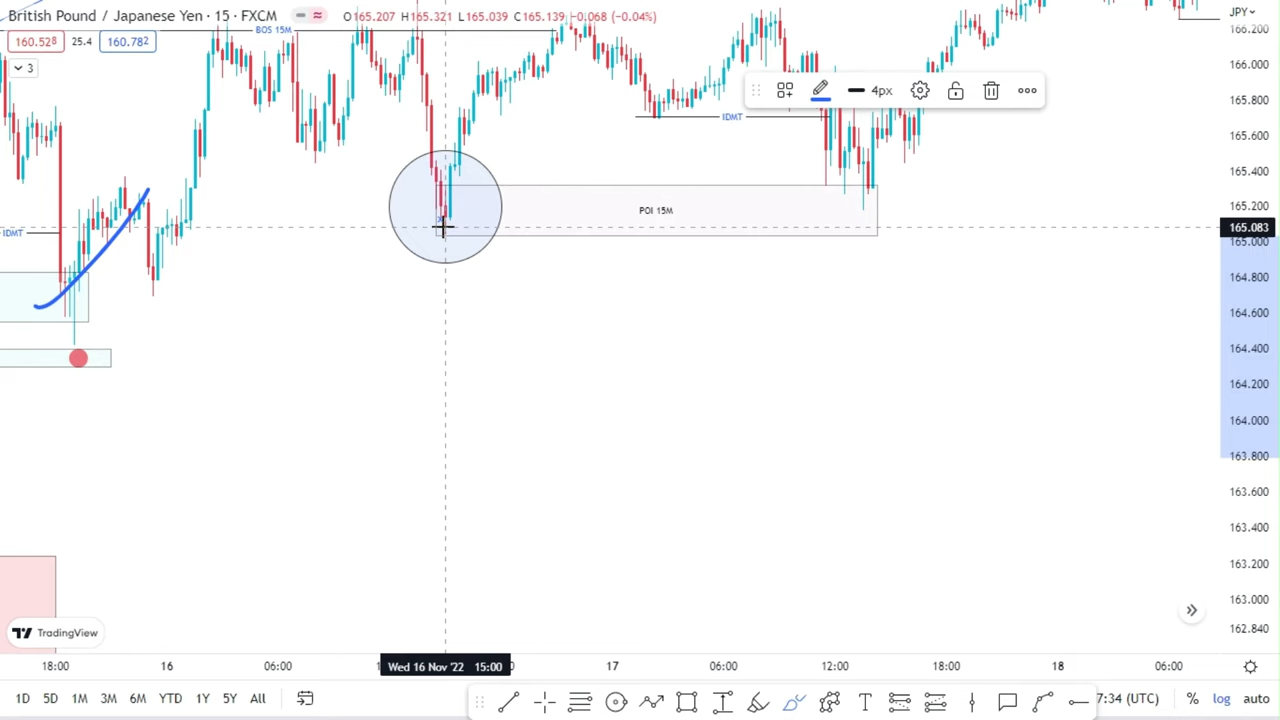 British Pound / Japanese Yen · 15 · FXCM
O165.207 H165.321 L165.039 C165.139 −0.068 (−0.04%)
JPY
160.528 25.4 160.782
BOS 15M
3
4px
IDMT
POI 15M
IDMT
166.200
166.000
165.800
165.600
165.400
165.200
165.083
165.000
164.800
164.600
164.400
164.200
164.000
163.800
163.600
163.400
163.200
163.000
162.840
TradingView
18:00 16 06:00 Wed 16 Nov '22 15:00 17 06:00 12:00 18:00 18 06:00
1D 5D 1M 3M 6M YTD 1Y 5Y All
7:34 (UTC) % log auto